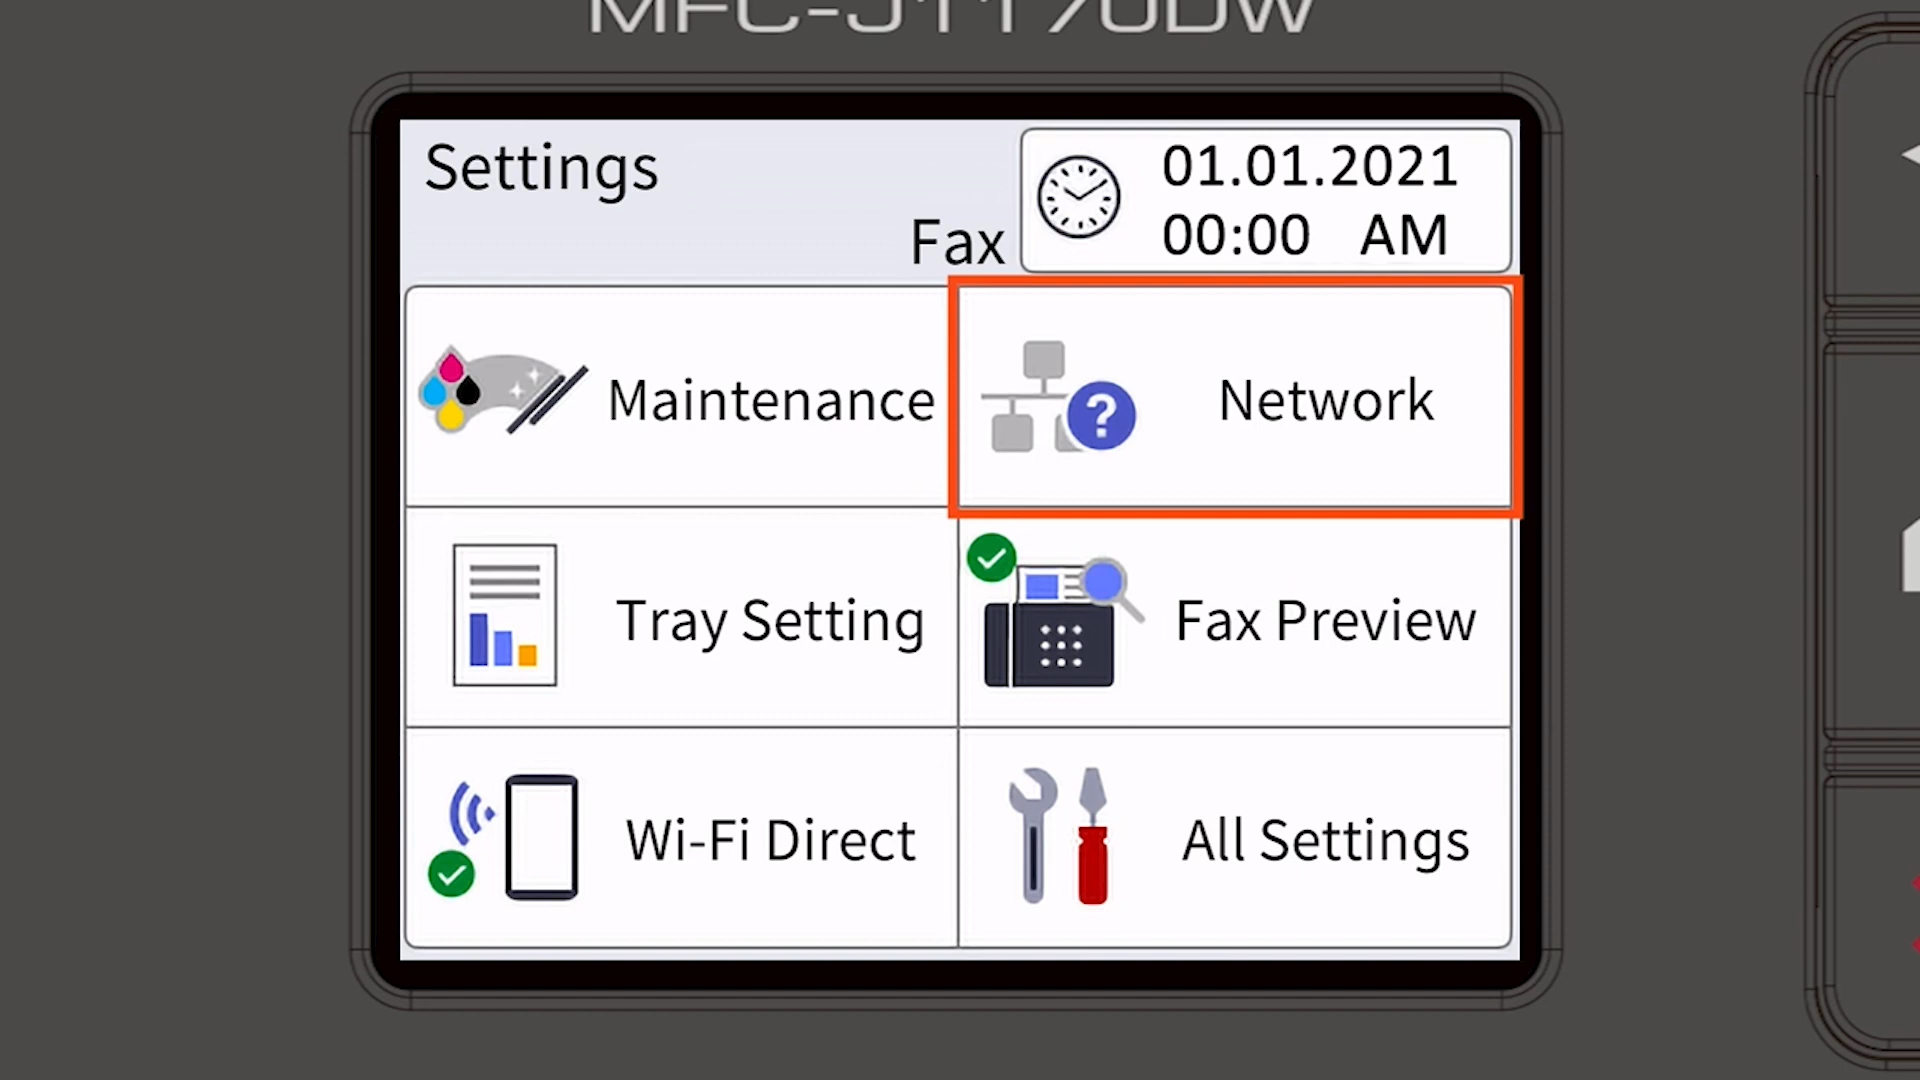 Settings
01.01.2021
00:00 AM
Fax
Maintenance
Network
Tray Setting
Fax Preview
Wi-Fi Direct
All Settings